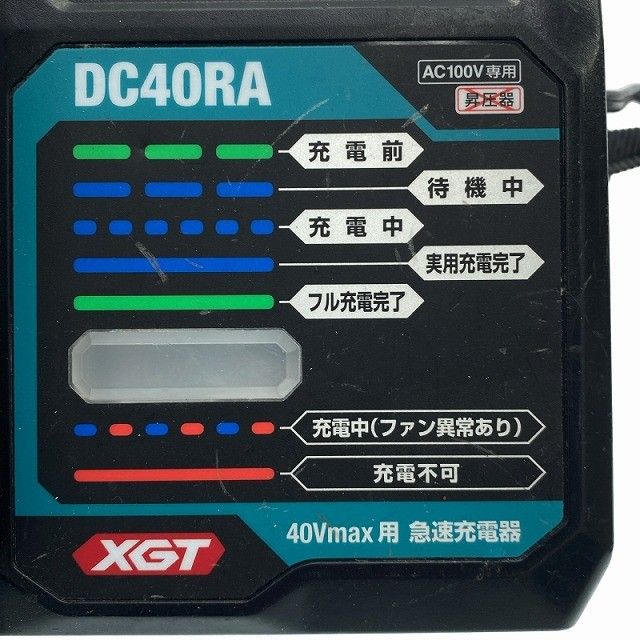 DC40RA
AC100V専用
昇圧器
充電前
待機中
充電中
実用充電完了
フル充電完了
充電中(ファン異常あり)
充電不可
XGT
40Vmax用 急速充電器